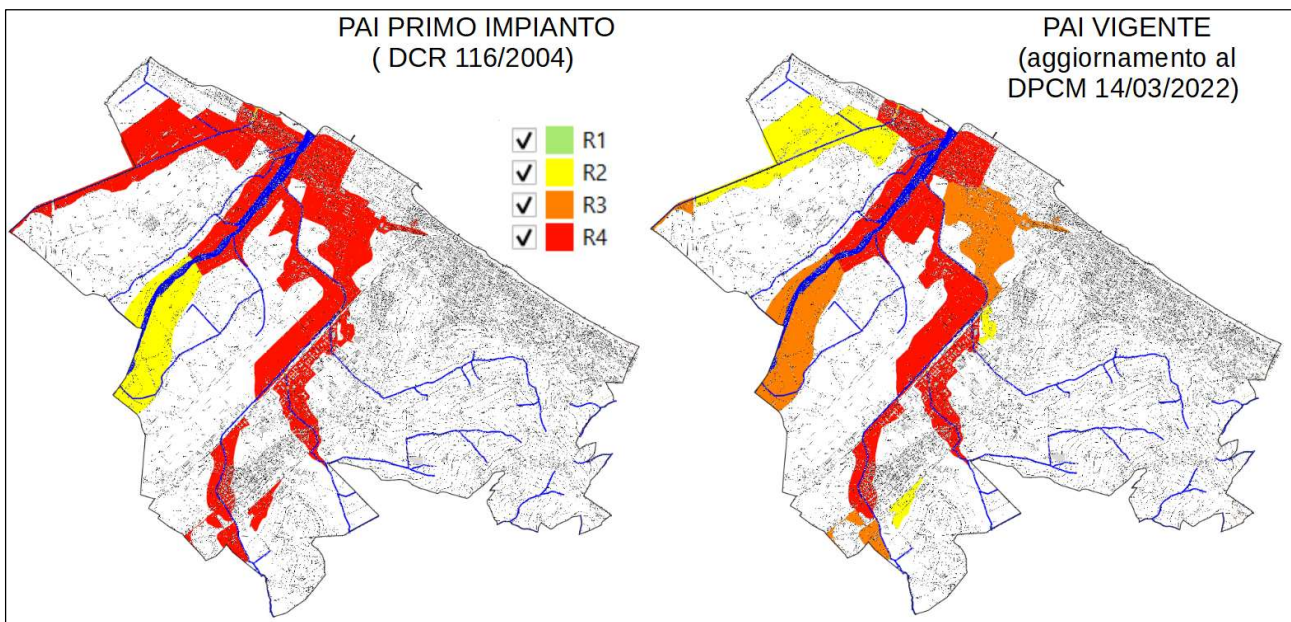 PAI PRIMO IMPIANTO
( DCR 116/2004)
PAI VIGENTE
(aggiornamento al
DPCM 14/03/2022)
R1
R2
R3
R4